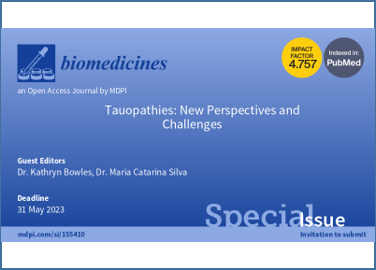 biomedicines
IMPACT
FACTOR
4.757
Indexed in:
PubMed
an Open Access Journal by MDPI
Tauopathies: New Perspectives and
Challenges
Guest Editors
Dr. Kathryn Bowles, Dr. Maria Catarina Silva
Deadline
31 May 2023
Special Issue
mdpi.com/si/155410
Invitation to submit